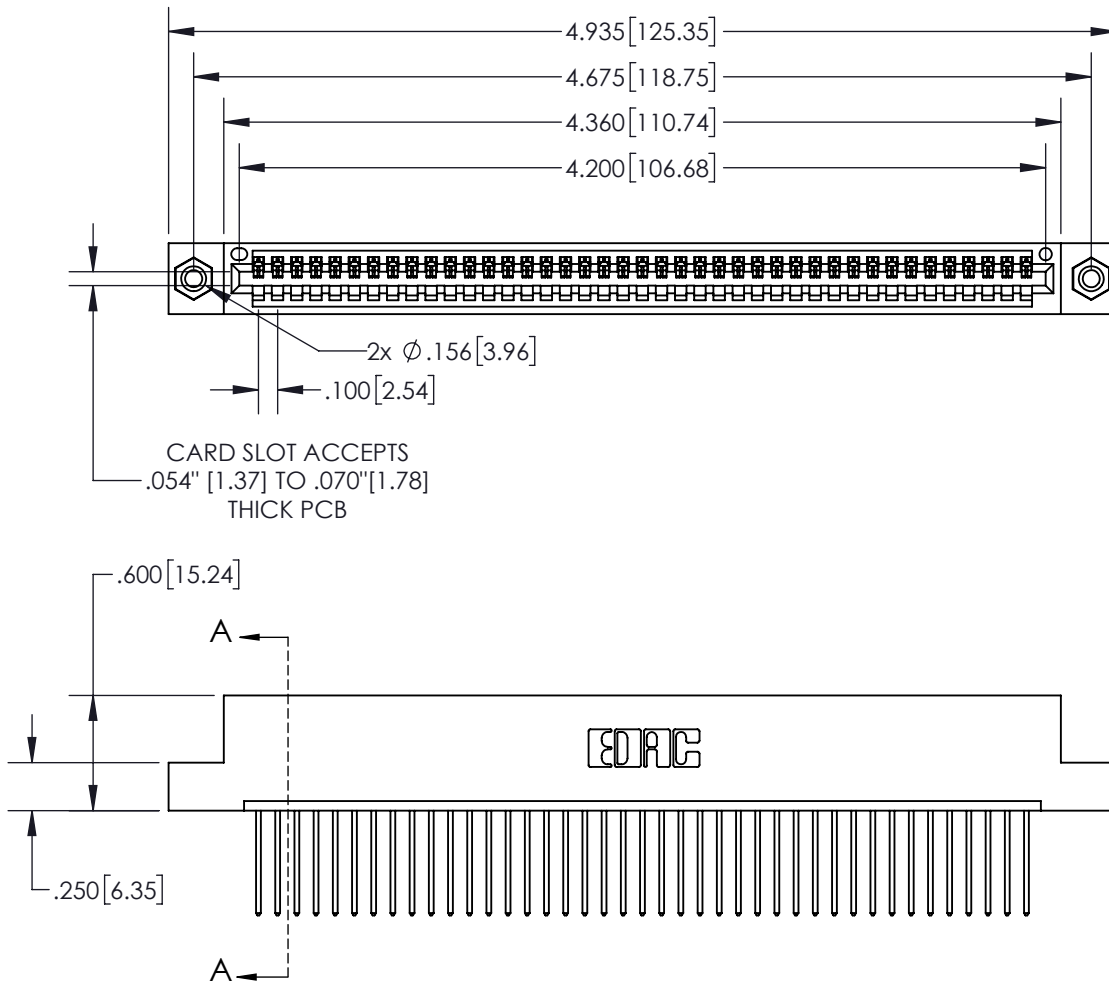 4.935[125.35]
4.675[118.75]
4.360[110.74]
4.200[106.68]
2x Ø.156[3.96]
.100[2.54]
CARD SLOT ACCEPTS
.054" [1.37] TO .070"[1.78]
THICK PCB
.600[15.24]
A
EDAC
.250[6.35]
A